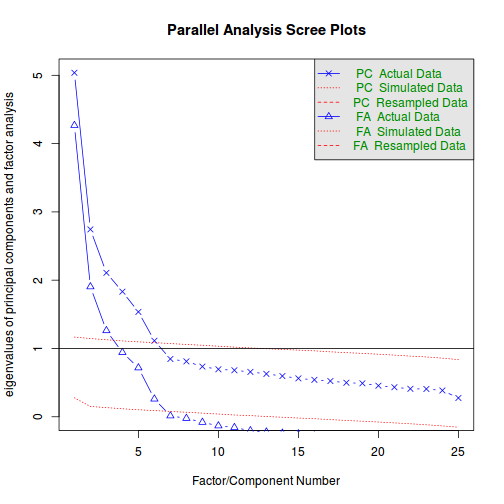 Parallel Analysis Scree Plots
eigenvalues of principal components and factor analysis
5
4
3
2
1
0
PC Actual Data
PC Simulated Data
PC Resampled Data
FA Actual Data
FA Simulated Data
FA Resampled Data
5 10 15 20 25
Factor/Component Number